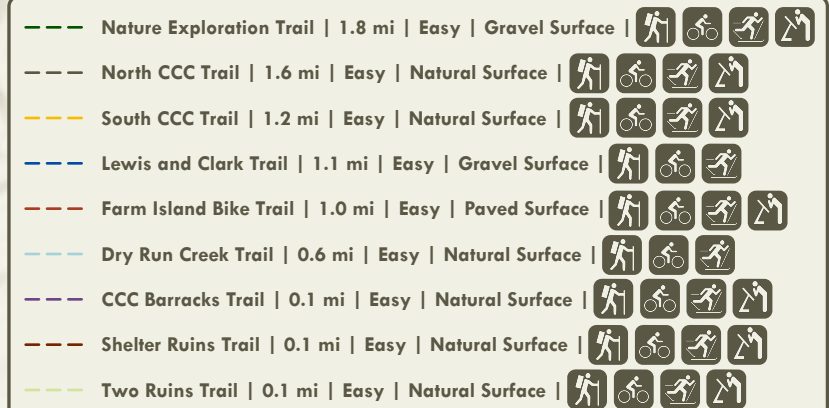 Nature Exploration Trail | 1.8 mi | Easy | Gravel Surface |
North CCC Trail | 1.6 mi | Easy | Natural Surface |
South CCC Trail | 1.2 mi | Easy | Natural Surface |
Lewis and Clark Trail | 1.1 mi | Easy | Gravel Surface |
Farm Island Bike Trail | 1.0 mi | Easy | Paved Surface |
Dry Run Creek Trail | 0.6 mi | Easy | Natural Surface |
CCC Barracks Trail | 0.1 mi | Easy | Natural Surface |
Shelter Ruins Trail | 0.1 mi | Easy | Natural Surface |
Two Ruins Trail | 0.1 mi | Easy | Natural Surface |